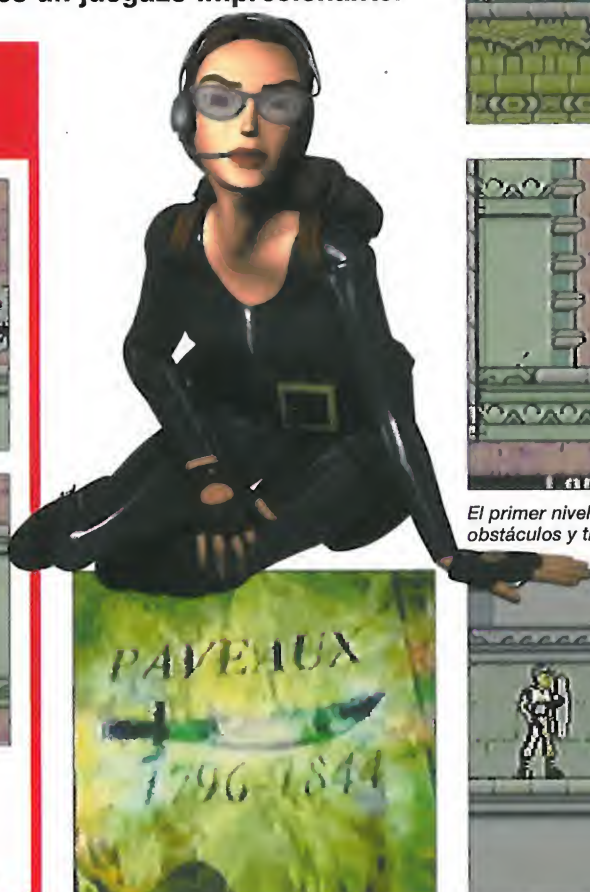 es un juegazo impresionante.
El primer nivel
obstáculos y
PAVEAUX
1796-1844